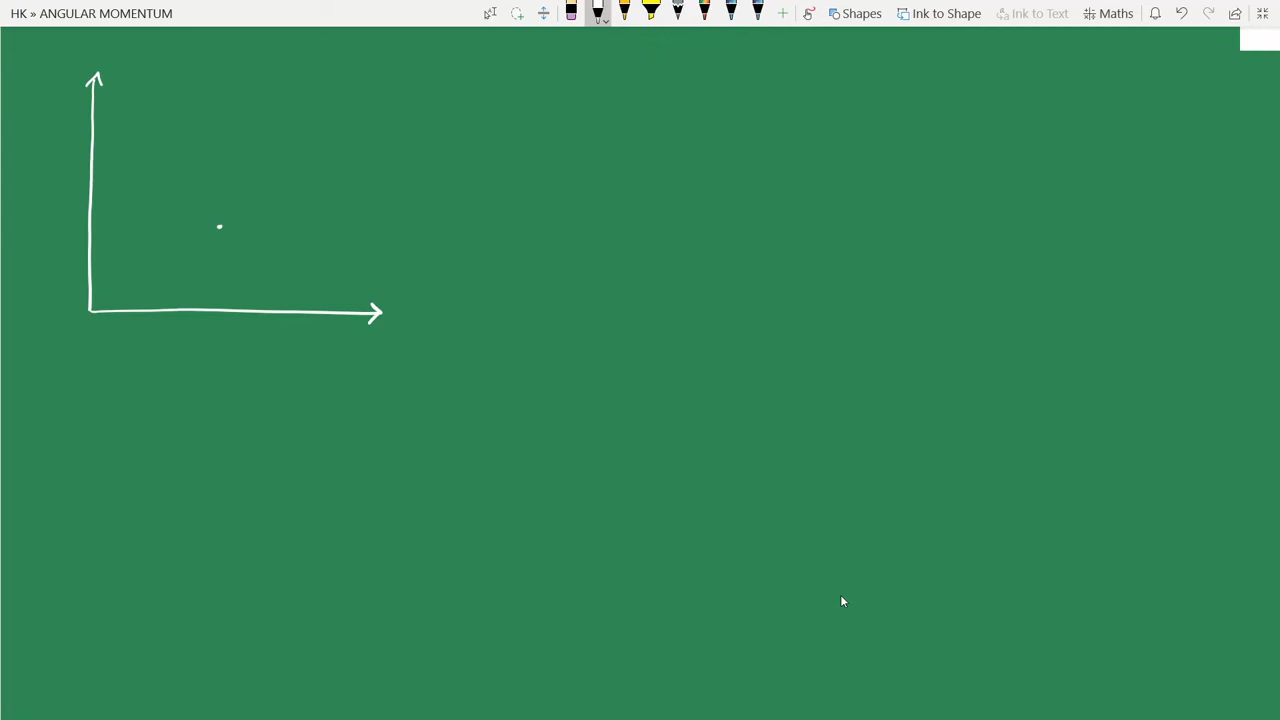 HK » ANGULAR MOMENTUM
Shapes
Ink to Shape
Ink to Text
Maths